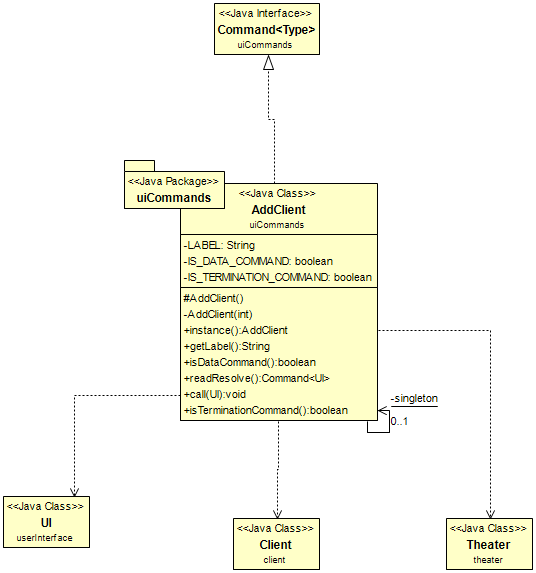 <<Java Interface>>
Command<Type>
uiCommands
<<Java Package>>
uiCommands
<<Java Class>>
AddClient
uiCommands
-LABEL: String
-IS_DATA_COMMAND: boolean
-IS_TERMINATION_COMMAND: boolean
#AddClient()
-AddClient(int)
+instance():AddClient
+getLabel():String
+isDataCommand():boolean
+readResolve():Command<UI>
+call(UI):void
+isTerminationCommand():boolean
-singleton
0..1
<<Java Class>>
UI
userInterface
<<Java Class>>
Client
client
<<Java Class>>
Theater
theater